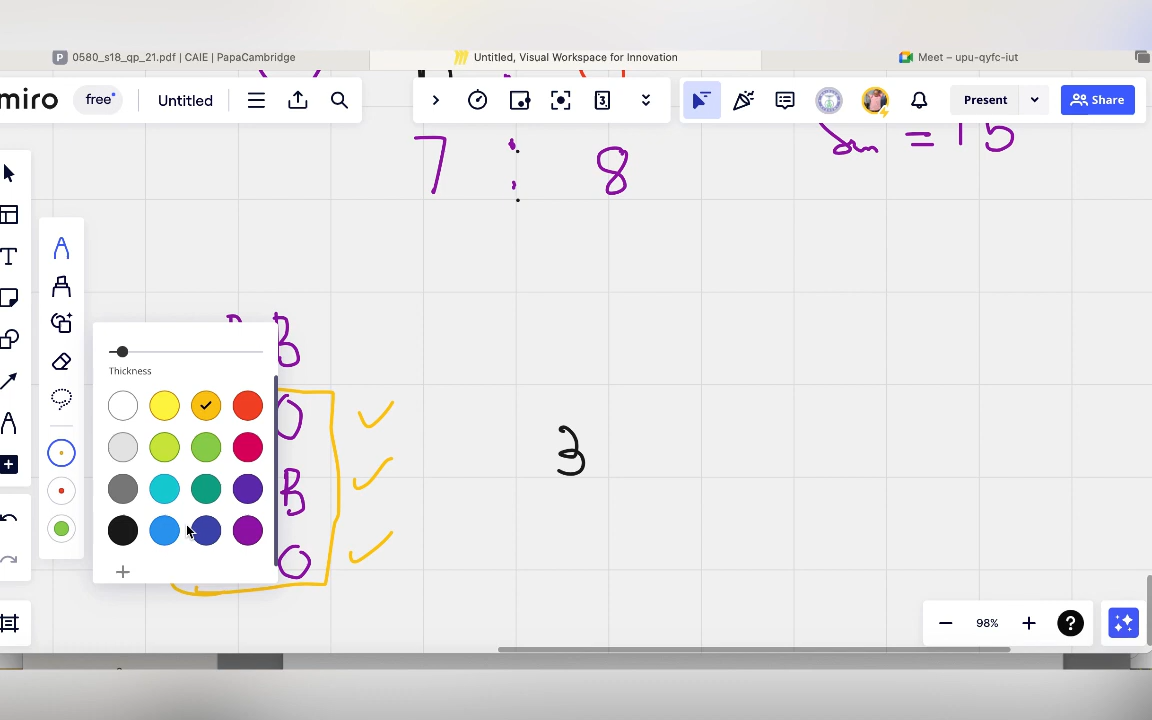 0580_s18_qp_21.pdf | CAIE | PapaCambridge
Untitled, Visual Workspace for Innovation
Meet – upu-qyfc-iut
miro
free
Untitled
3
Present
Share
= 15
7 : 8
B
Thickness
O
3
B
O
98%
?